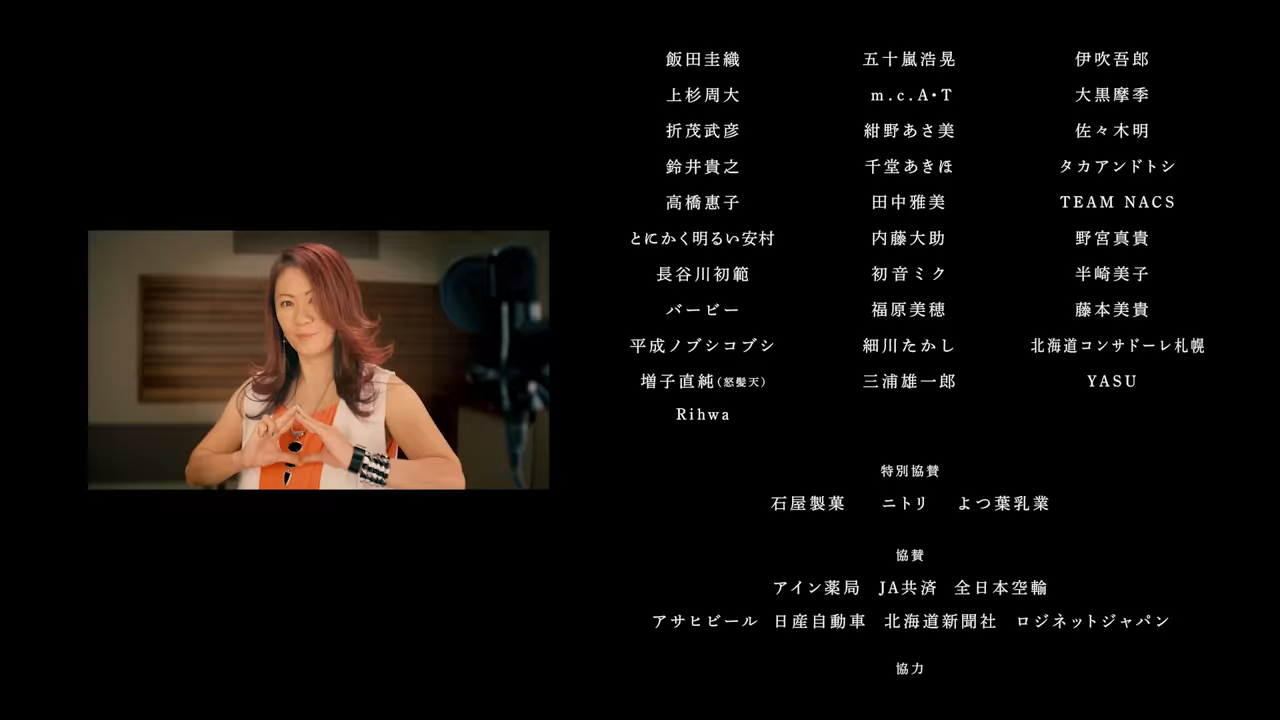 飯田圭織 五十嵐浩晃 伊吹吾郎
上杉周大 m.c.A・T 大黒摩季
折茂武彦 紺野あさ美 佐々木明
鈴井貴之 千堂あきほ タカアンドトシ
高橋惠子 田中雅美 TEAM NACS
とにかく明るい安村 内藤大助 野宮真貴
長谷川初範 初音ミク 半崎美子
バービー 福原美穂 藤本美貴
平成ノブシコブシ 細川たかし 北海道コンサドーレ札幌
増子直純(怒髪天) 三浦雄一郎 YASU
Rihwa
特別協賛
石屋製菓 ニトリ よつ葉乳業
協賛
アイン薬局 JA共済 全日本空輸
アサヒビール 日産自動車 北海道新聞社 ロジネットジャパン
協力